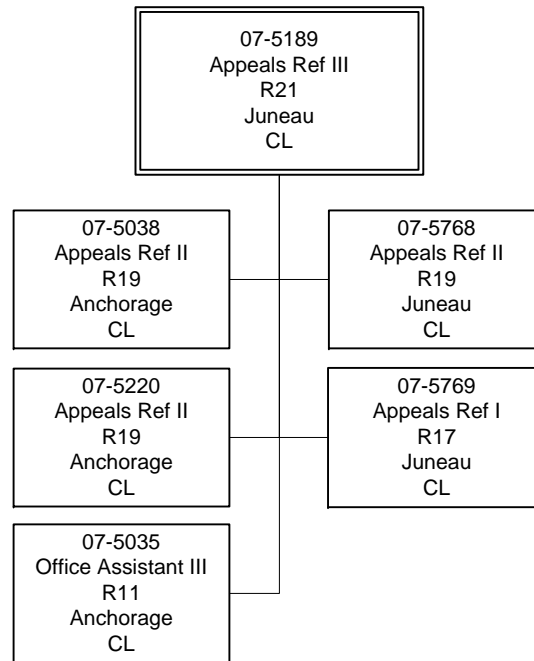 07-5189
Appeals Ref III
R21
Juneau
CL
07-5038
Appeals Ref II
R19
Anchorage
CL
07-5768
Appeals Ref II
R19
Juneau
CL
07-5220
Appeals Ref II
R19
Anchorage
CL
07-5769
Appeals Ref I
R17
Juneau
CL
07-5035
Office Assistant III
R11
Anchorage
CL